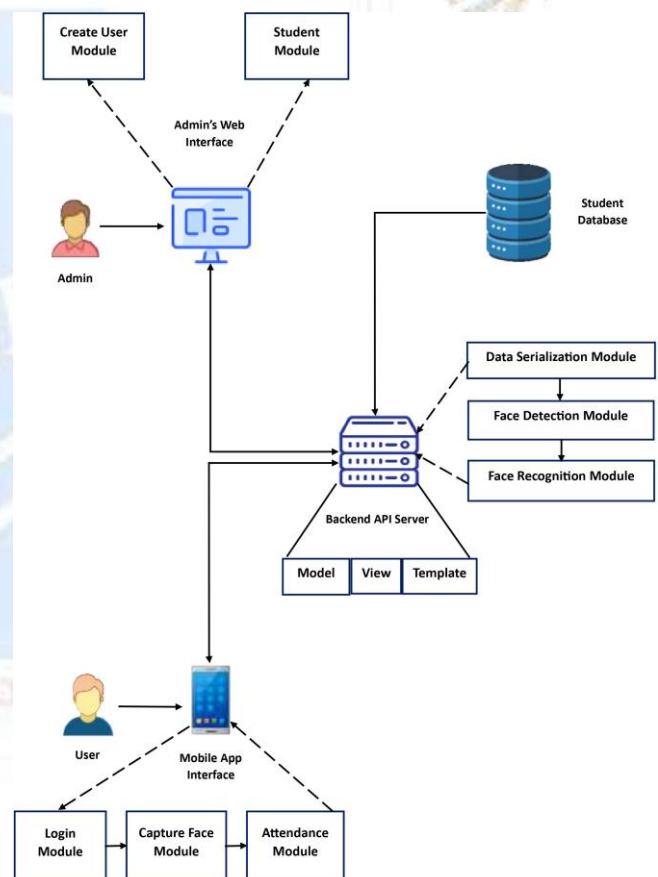 Create User
Module
Student
Module
Admin's Web
Interface
Admin
Student
Database
Data Serialization Module
Face Detection Module
Face Recognition Module
Backend API Server
Model
View
Template
User
Mobile App
Interface
Login
Module
Capture Face
Module
Attendance
Module